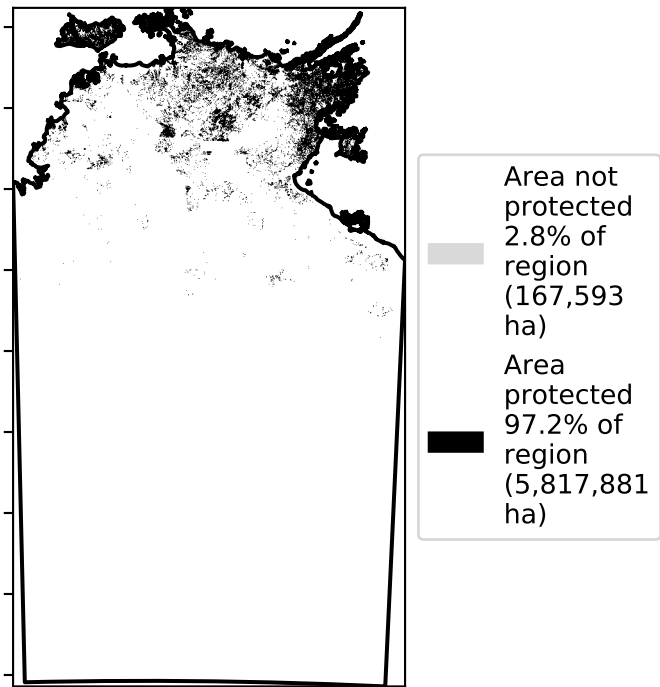 Area not
protected
2.8% of
region
(167,593
ha)
Area
protected
97.2% of
region
(5,817,881
ha)